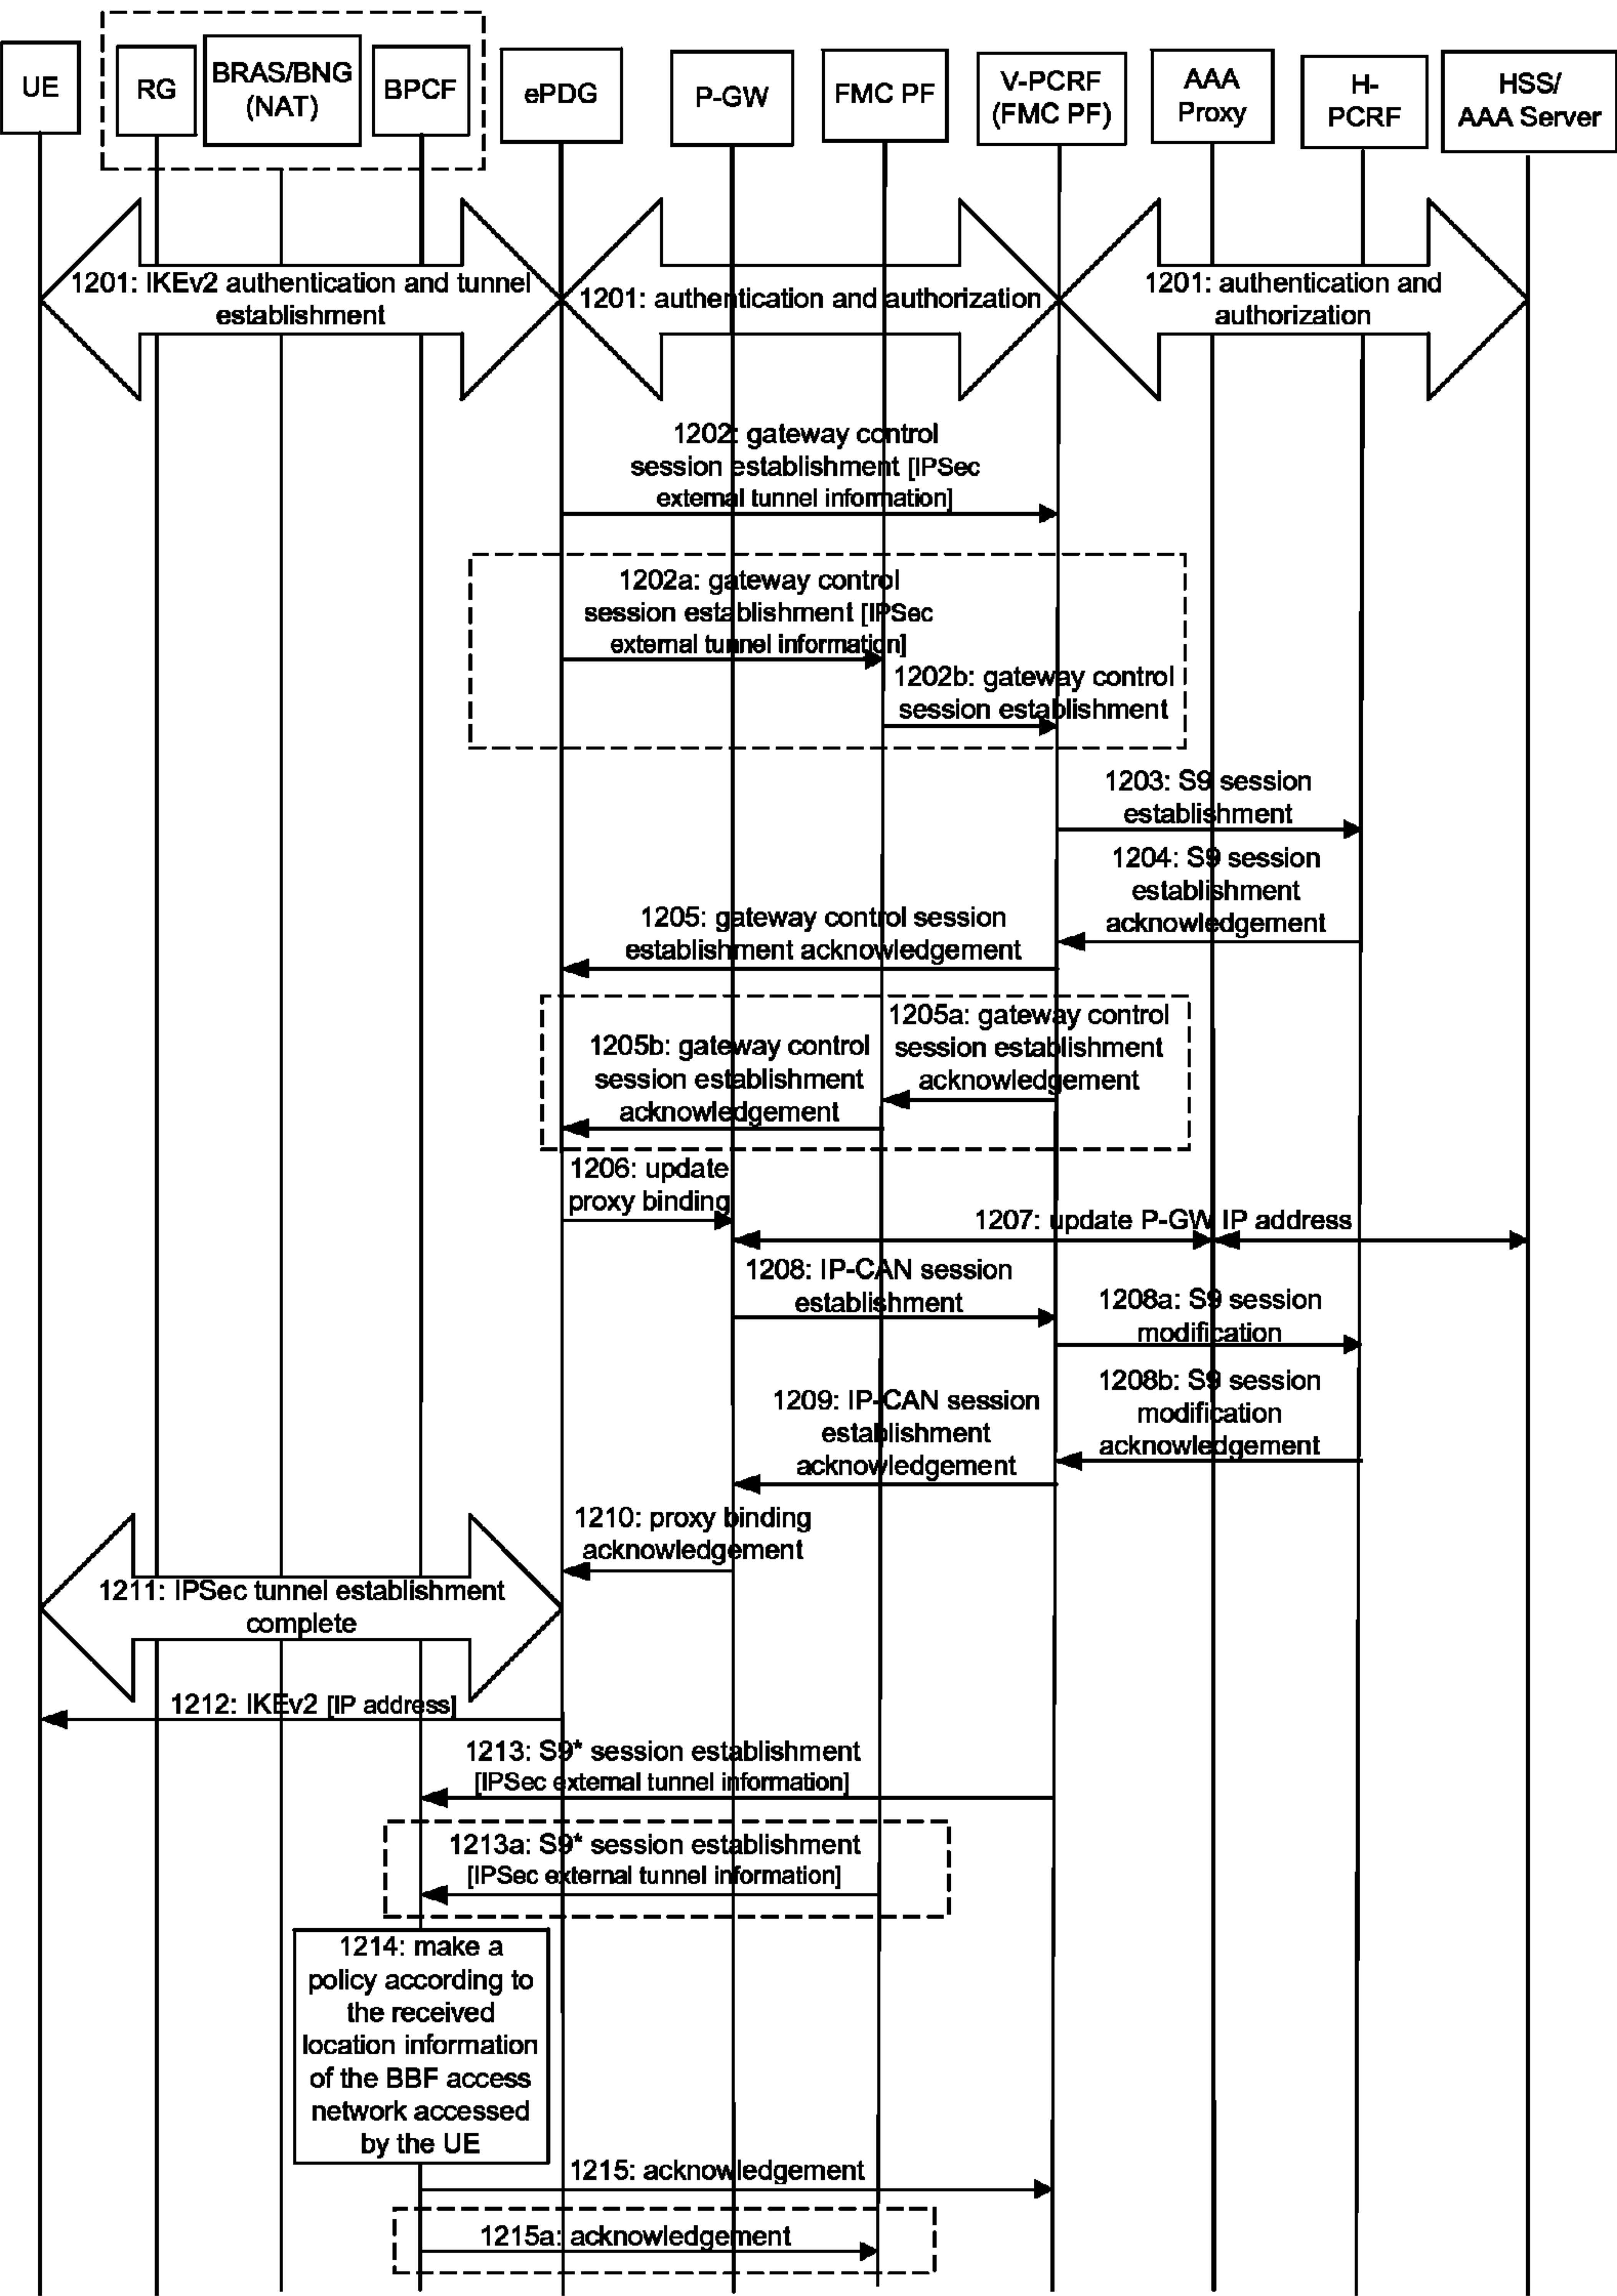 UE
RG
BRAS/BNG
(NAT)
BPCF
ePDG
P-GW
FMC PF
V-PCRF
(FMC PF)
AAA
Proxy
H-
PCRF
HSS/
AAA Server
1201: IKEv2 authentication and tunnel
establishment
1201: authentication and authorization
1201: authentication and
authorization
1202: gateway control
session establishment [IPSec
external tunnel information]
1202a: gateway control
session establishment [IPSec
external tunnel information]
1202b: gateway control
session establishment
1203: S9 session
establishment
1204: S9 session
establishment
acknowledgement
1205: gateway control session
establishment acknowledgement
1205a: gateway control
session establishment
acknowledgement
1205b: gateway control
session establishment
acknowledgement
1206: update
proxy binding
1207: update P-GW IP address
1208: IP-CAN session
establishment
1208a: S9 session
modification
1208b: S9 session
modification
acknowledgement
1209: IP-CAN session
establishment
acknowledgement
1210: proxy binding
acknowledgement
1211: IPSec tunnel establishment
complete
1212: IKEv2 [IP address]
1213: S9* session establishment
[IPSec external tunnel information]
1213a: S9* session establishment
[IPSec external tunnel information]
1214: make a
policy according to
the received
location information
of the BBF access
network accessed
by the UE
1215: acknowledgement
1215a: acknowledgement